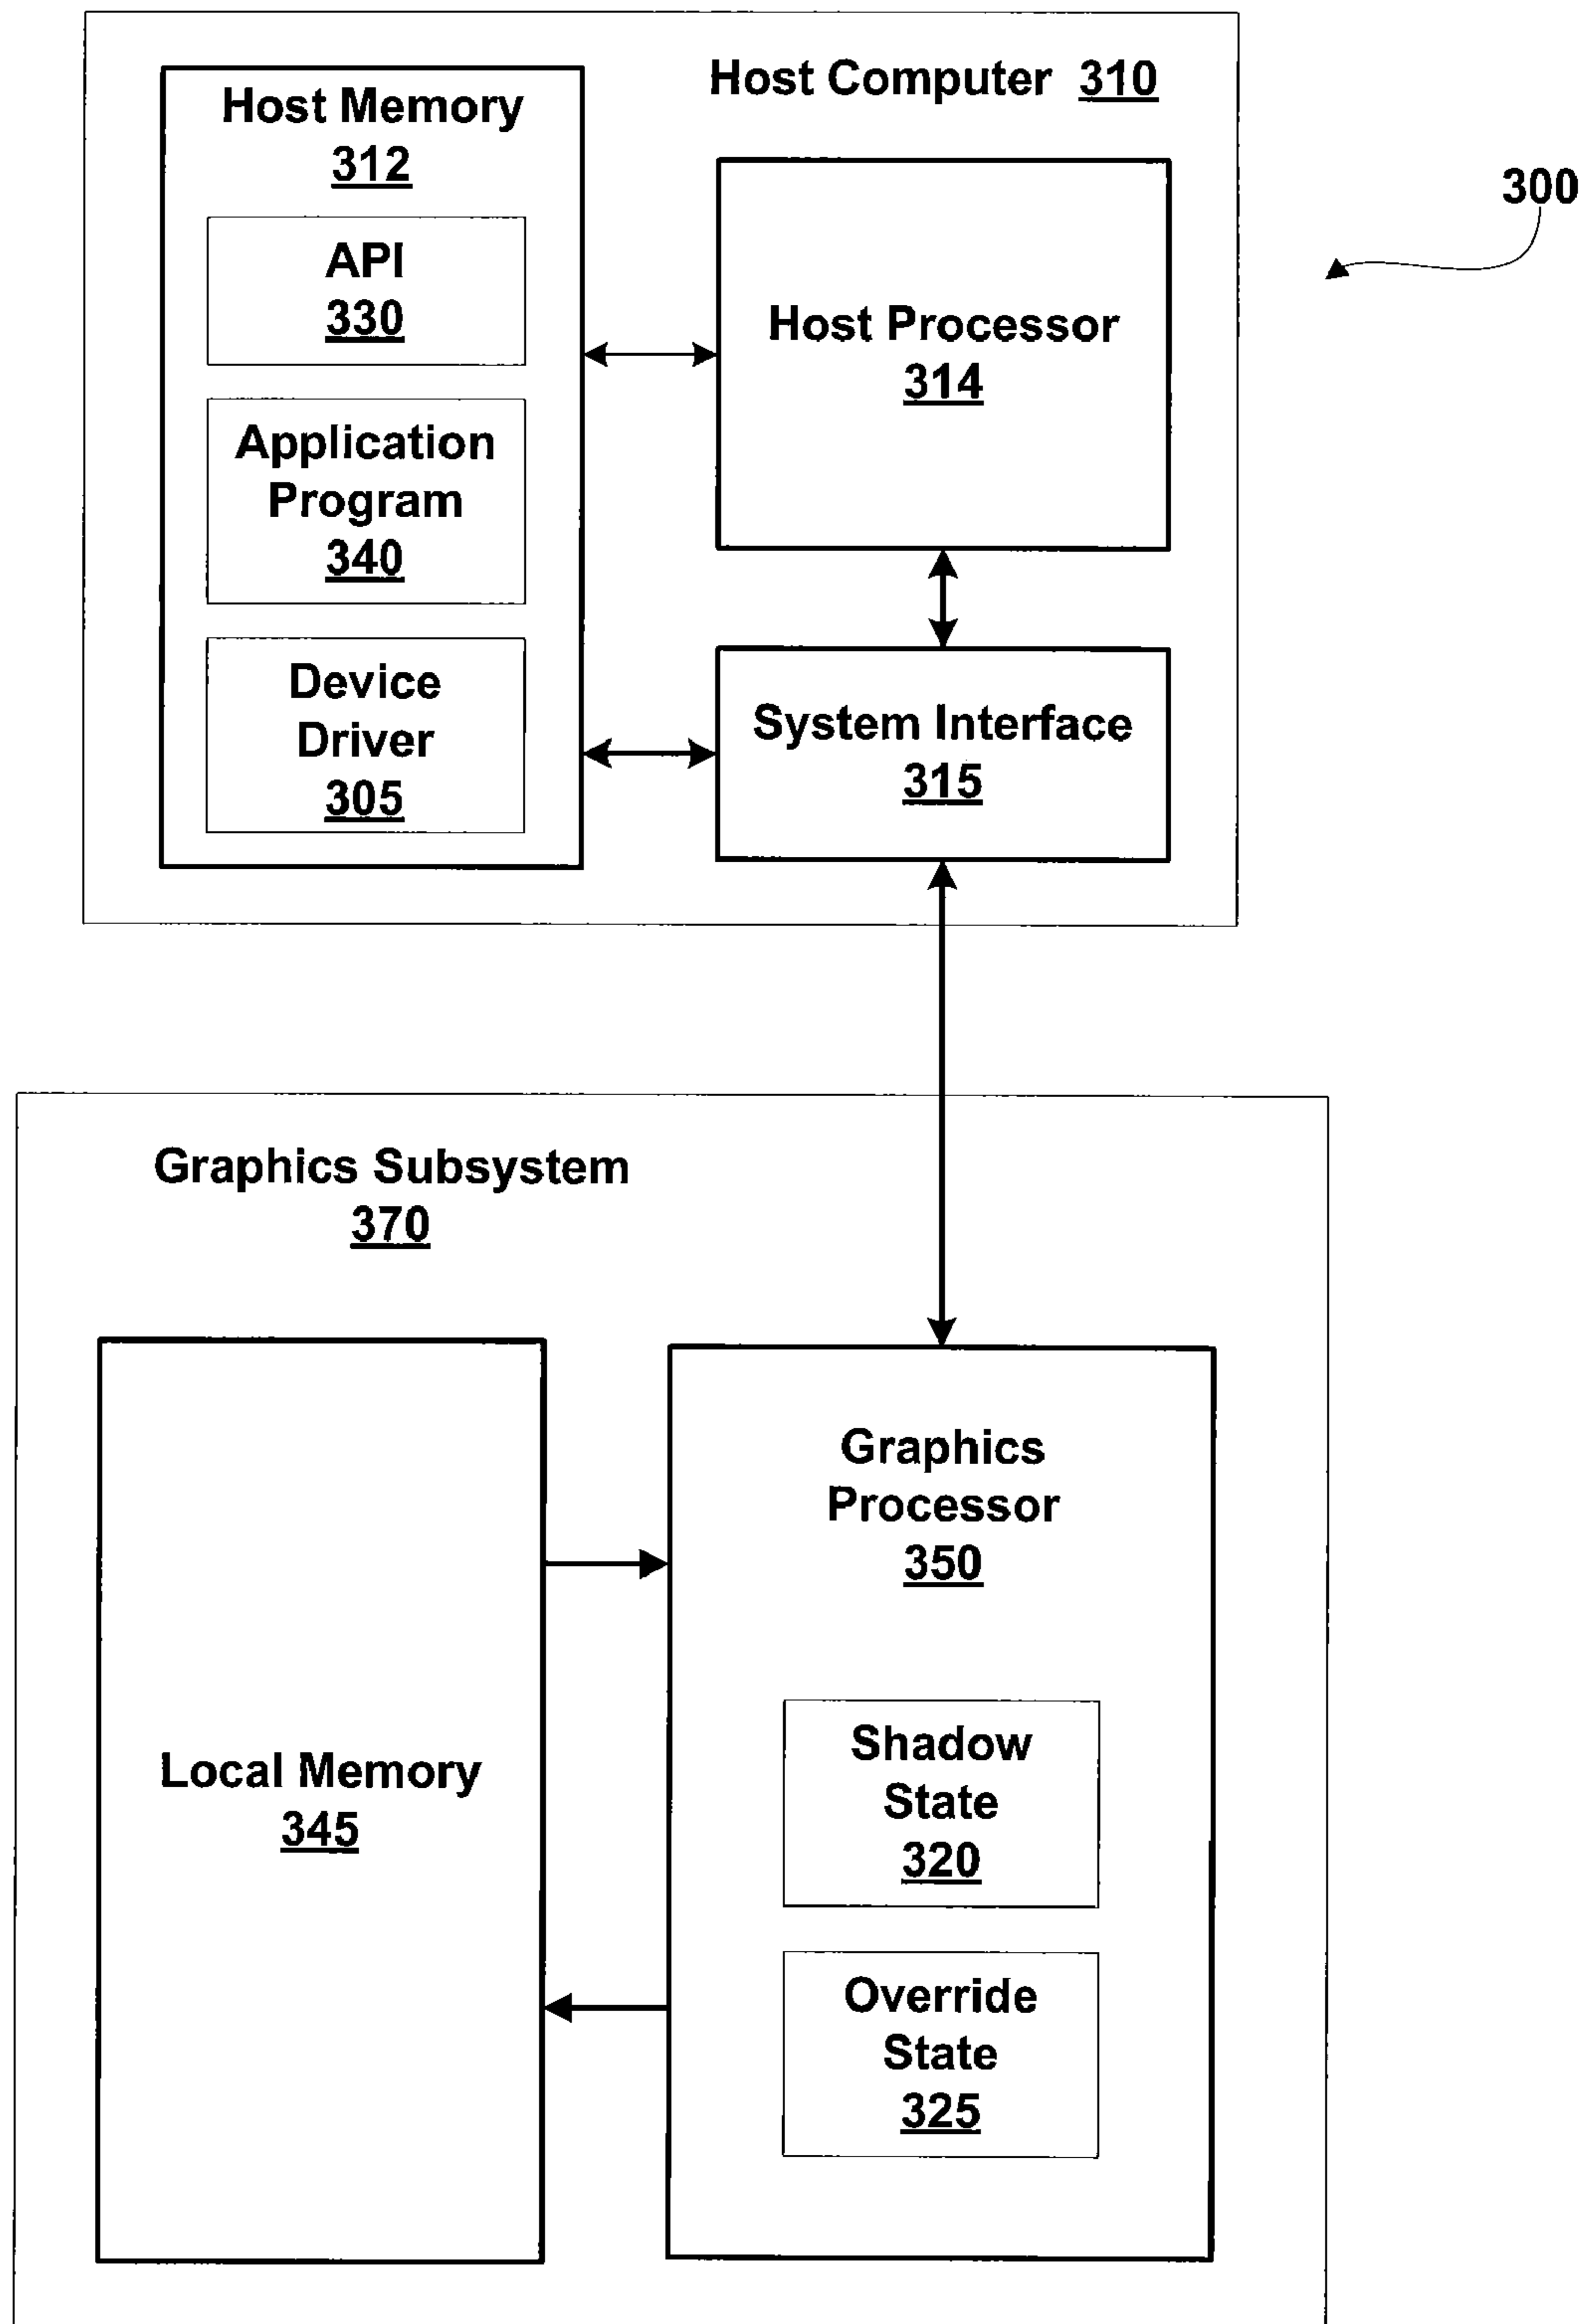 Host Computer 310
Host Memory
312
API
330
Application
Program
340
Device
Driver
305
Host Processor
314
System Interface
315
300
Graphics Subsystem
370
Local Memory
345
Graphics
Processor
350
Shadow
State
320
Override
State
325